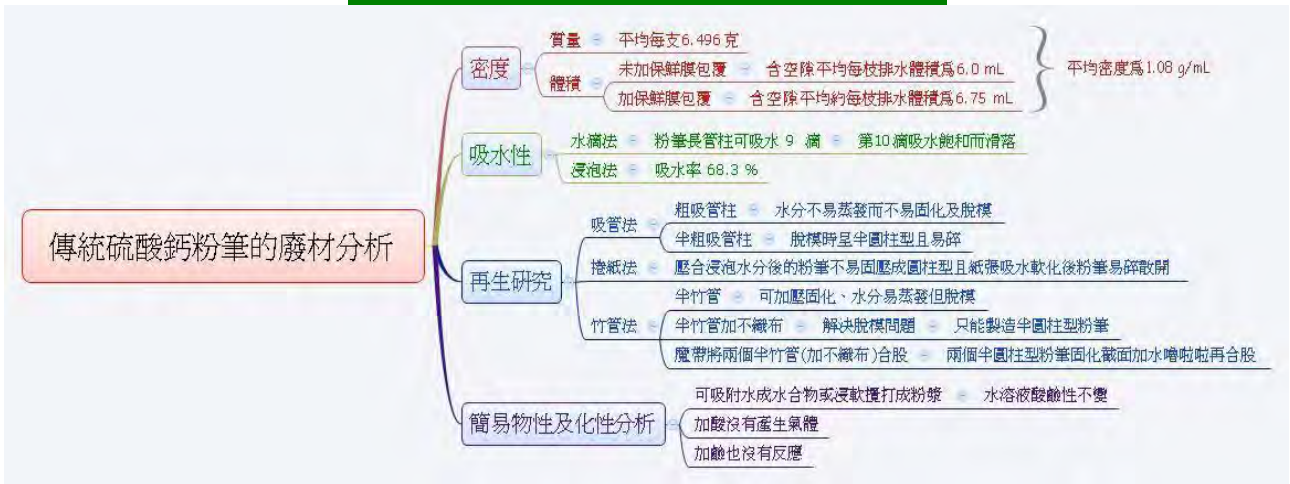 傳統硫酸鈣粉筆的廢材分析
密度
質量 平均每支6.496克
體積
未加保鮮膜包覆 含空隙平均每枝排水體積為6.0 mL
加保鮮膜包覆 含空隙平均約每枝排水體積為6.75 mL
平均密度為1.08 g/mL
吸水性
水滴法 粉筆長管柱可吸水 9 滴 第10滴吸水飽和而滑落
浸泡法 吸水率 68.3 %
再生研究
吸管法
粗吸管柱 水分不易蒸發而不易固化及脫模
半粗吸管柱 脫模時呈半圓柱型且易碎
捲紙法 壓合浸泡水分後的粉筆不易固壓成圓柱型且紙張吸水軟化後粉筆易碎散開
竹管法
半竹管 可加壓固化、水分易蒸發但脫模
半竹管加不織布 解決脫模問題 只能製造半圓柱型粉筆
魔帶將兩個半竹管(加不織布)合股 兩個半圓柱型粉筆固化截面加水嚕啦啦再合股
簡易物性及化性分析
可吸附水成水合物或浸軟攪打成粉漿 水溶液酸鹼性不變
加酸沒有產生氣體
加鹼也沒有反應